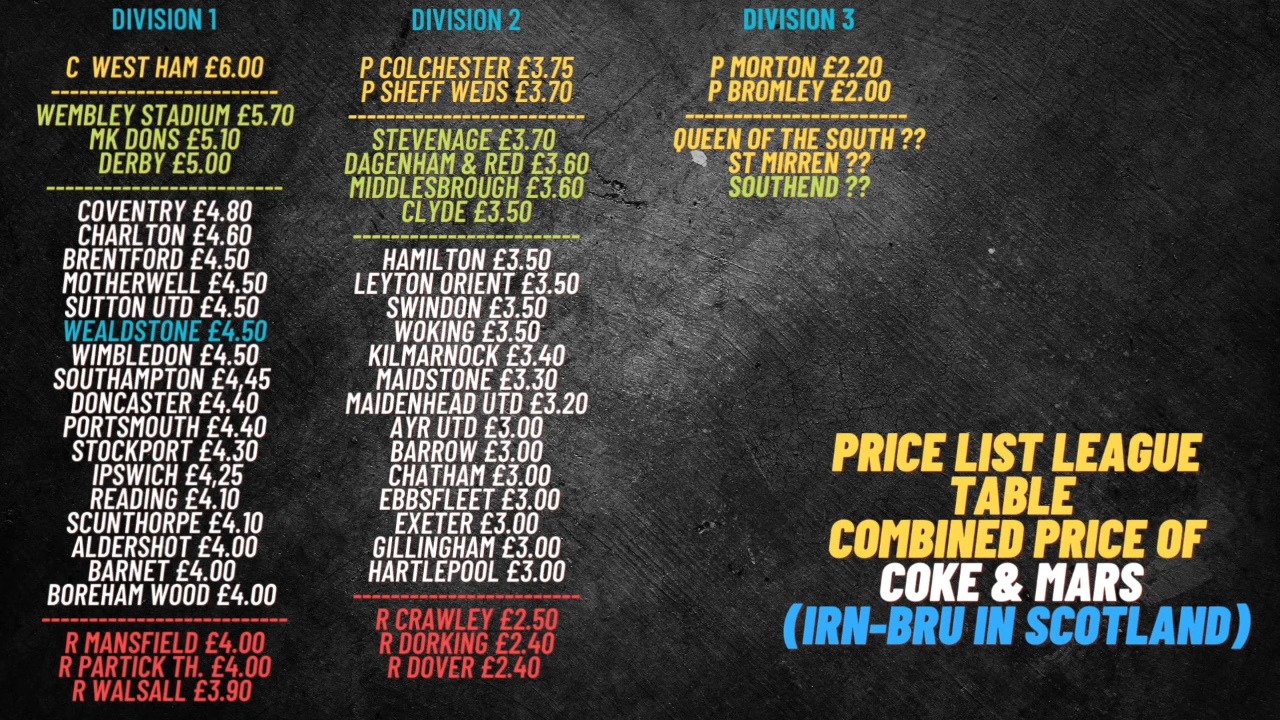 DIVISION 1
C WEST HAM £6.00
------------------------
WEMBLEY STADIUM £5.70
MK DONS £5.10
DERBY £5.00
-------------------------
COVENTRY £4.80
CHARLTON £4.60
BRENTFORD £4.50
MOTHERWELL £4.50
SUTTON UTD £4.50
WEALDSTONE £4.50
WIMBLEDON £4.50
SOUTHAMPTON £4,45
DONCASTER £4.40
PORTSMOUTH £4.40
STOCKPORT £4.30
IPSWICH £4,25
READING £4.10
SCUNTHORPE £4.10
ALDERSHOT £4.00
BARNET £4.00
BOREHAM WOOD £4.00
--------------------------
R MANSFIELD £4.00
R PARTICK TH. £4.00
R WALSALL £3.90
DIVISION 2
P COLCHESTER £3.75
P SHEFF WEDS £3.70
-------------------------
STEVENAGE £3.70
DAGENHAM & RED £3.60
MIDDLESBROUGH £3.60
CLYDE £3.50
------------------------
HAMILTON £3.50
LEYTON ORIENT £3.50
SWINDON £3.50
WOKING £3.50
KILMARNOCK £3.40
MAIDSTONE £3.30
MAIDENHEAD UTD £3.20
AYR UTD £3.00
BARROW £3.00
CHATHAM £3.00
EBBSFLEET £3.00
EXETER £3.00
GILLINGHAM £3.00
HARTLEPOOL £3.00
------------------------
R CRAWLEY £2.50
R DORKING £2.40
R DOVER £2.40
DIVISION 3
P MORTON £2.20
P BROMLEY £2.00
------------------------
QUEEN OF THE SOUTH ??
ST MIRREN ??
SOUTHEND ??
PRICE LIST LEAGUE
TABLE
COMBINED PRICE OF
COKE & MARS
(IRN-BRU IN SCOTLAND)